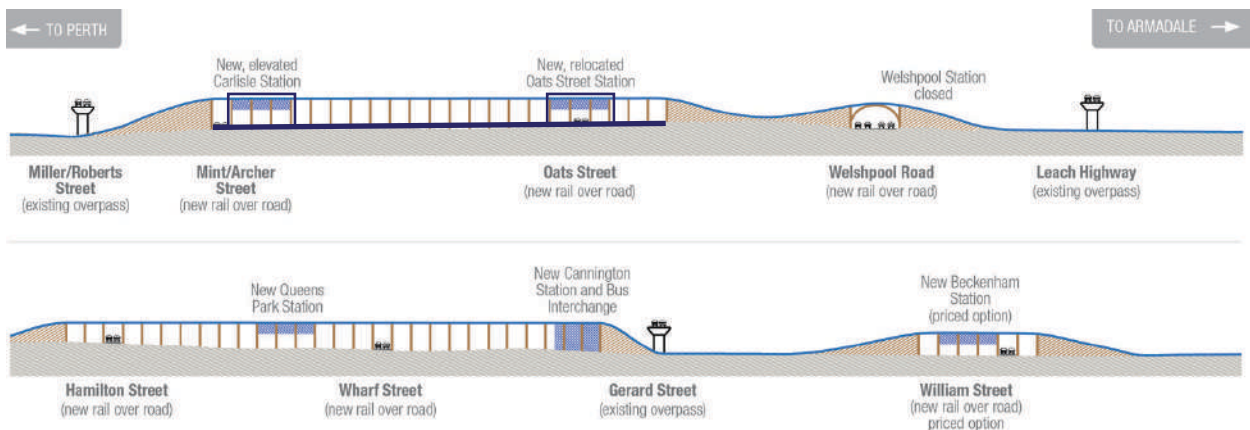 ← TO PERTH
TO ARMADALE →
New, elevated
Carlisle Station
New, relocated
Oats Street Station
Welshpool Station
closed
Miller/Roberts
Street
(existing overpass)
Mint/Archer
Street
(new rail over road)
Oats Street
(new rail over road)
Welshpool Road
(new rail over road)
Leach Highway
(existing overpass)
New Queens
Park Station
New Cannington
Station and Bus
Interchange
New Beckenham
Station
(priced option)
Hamilton Street
(new rail over road)
Wharf Street
(new rail over road)
Gerard Street
(existing overpass)
William Street
(new rail over road)
priced option